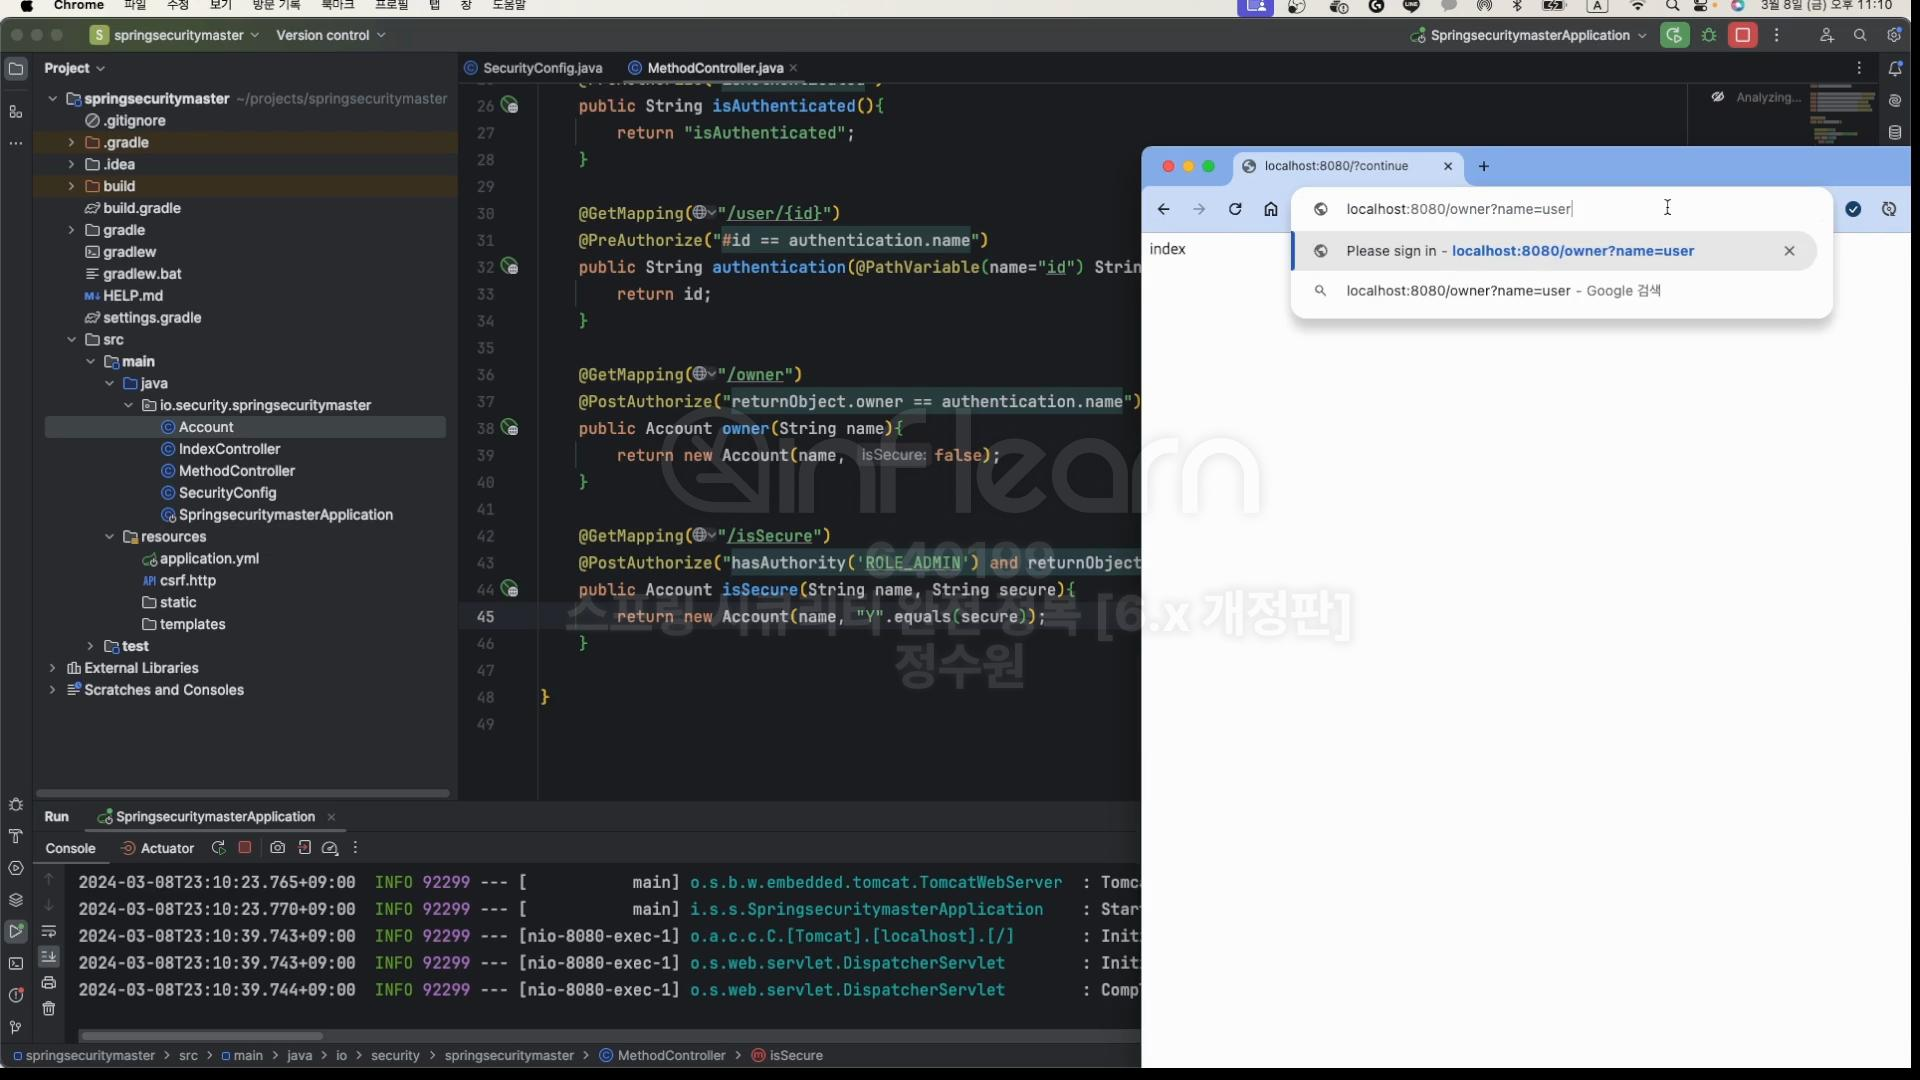 Chrome 파일 수정 보기 방문 기록 북마크 프로필 탭 창 도움말 A 3월 8일 (금) 오후 11:10
S springsecuritymaster Version control SpringsecuritymasterApplication
Project
SecurityConfig.java MethodController.java
Analyzing...
springsecuritymaster ~/projects/springsecuritymaster
.gitignore
.gradle
.idea
build
build.gradle
gradle
gradlew
gradlew.bat
HELP.md
settings.gradle
src
main
java
io.security.springsecuritymaster
Account
IndexController
MethodController
SecurityConfig
SpringsecuritymasterApplication
resources
application.yml
API csrf.http
static
templates
test
External Libraries
Scratches and Consoles
26 public String isAuthenticated(){
27 return "isAuthenticated";
28 }
29
30 @GetMapping("/user/{id}")
31 @PreAuthorize("#id == authentication.name")
32 public String authentication(@PathVariable(name="id") Strin
33 return id;
34 }
35
36 @GetMapping("/owner")
37 @PostAuthorize("returnObject.owner == authentication.name")
38 public Account owner(String name){
39 return new Account(name, isSecure: false);
40 }
41
42 @GetMapping("/isSecure")
43 @PostAuthorize("hasAuthority('ROLE_ADMIN') and returnObject
44 public Account isSecure(String name, String secure){
45 return new Account(name, "Y".equals(secure));
46 }
47
48 }
49
inflearn
640199
스프링 시큐리티 완전 정복 [6.x 개정판]
정수원
localhost:8080/?continue
localhost:8080/owner?name=user
Please sign in - localhost:8080/owner?name=user
localhost:8080/owner?name=user - Google 검색
index
Run SpringsecuritymasterApplication
Console Actuator
2024-03-08T23:10:23.765+09:00 INFO 92299 --- [ main] o.s.b.w.embedded.tomcat.TomcatWebServer : Tomc
2024-03-08T23:10:23.770+09:00 INFO 92299 --- [ main] i.s.s.SpringsecuritymasterApplication : Star
2024-03-08T23:10:39.743+09:00 INFO 92299 --- [nio-8080-exec-1] o.a.c.c.C.[Tomcat].[localhost].[/] : Init
2024-03-08T23:10:39.743+09:00 INFO 92299 --- [nio-8080-exec-1] o.s.web.servlet.DispatcherServlet : Init
2024-03-08T23:10:39.744+09:00 INFO 92299 --- [nio-8080-exec-1] o.s.web.servlet.DispatcherServlet : Comp
springsecuritymaster > src > main > java > io > security > springsecuritymaster > MethodController > isSecure